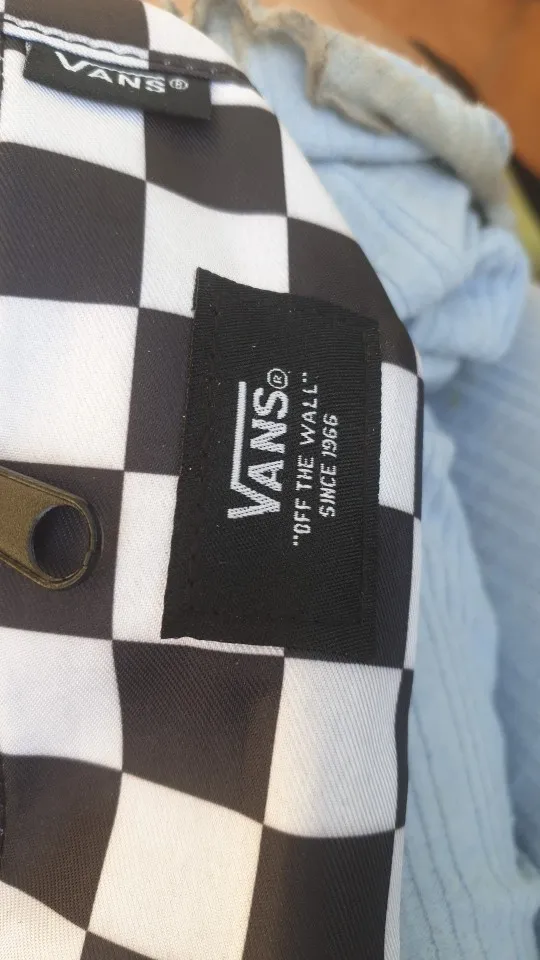 VANS®
VANS®
"OFF THE WALL"
SINCE 1966